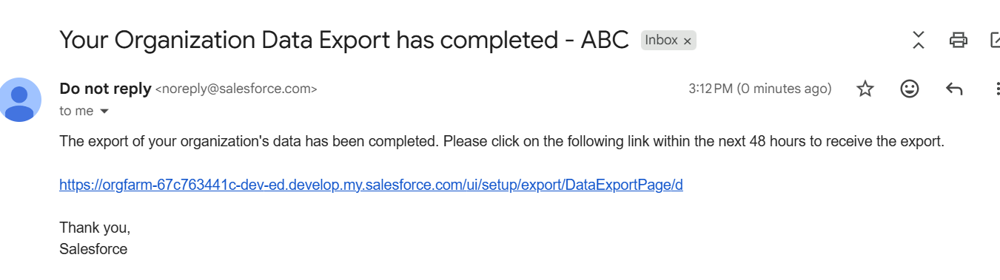 Your Organization Data Export has completed - ABC Inbox ×
Do not reply <noreply@salesforce.com> 3:12 PM (0 minutes ago)
to me
The export of your organization's data has been completed. Please click on the following link within the next 48 hours to receive the export.
https://orgfarm-67c763441c-dev-ed.develop.my.salesforce.com/ui/setup/export/DataExportPage/d
Thank you,
Salesforce